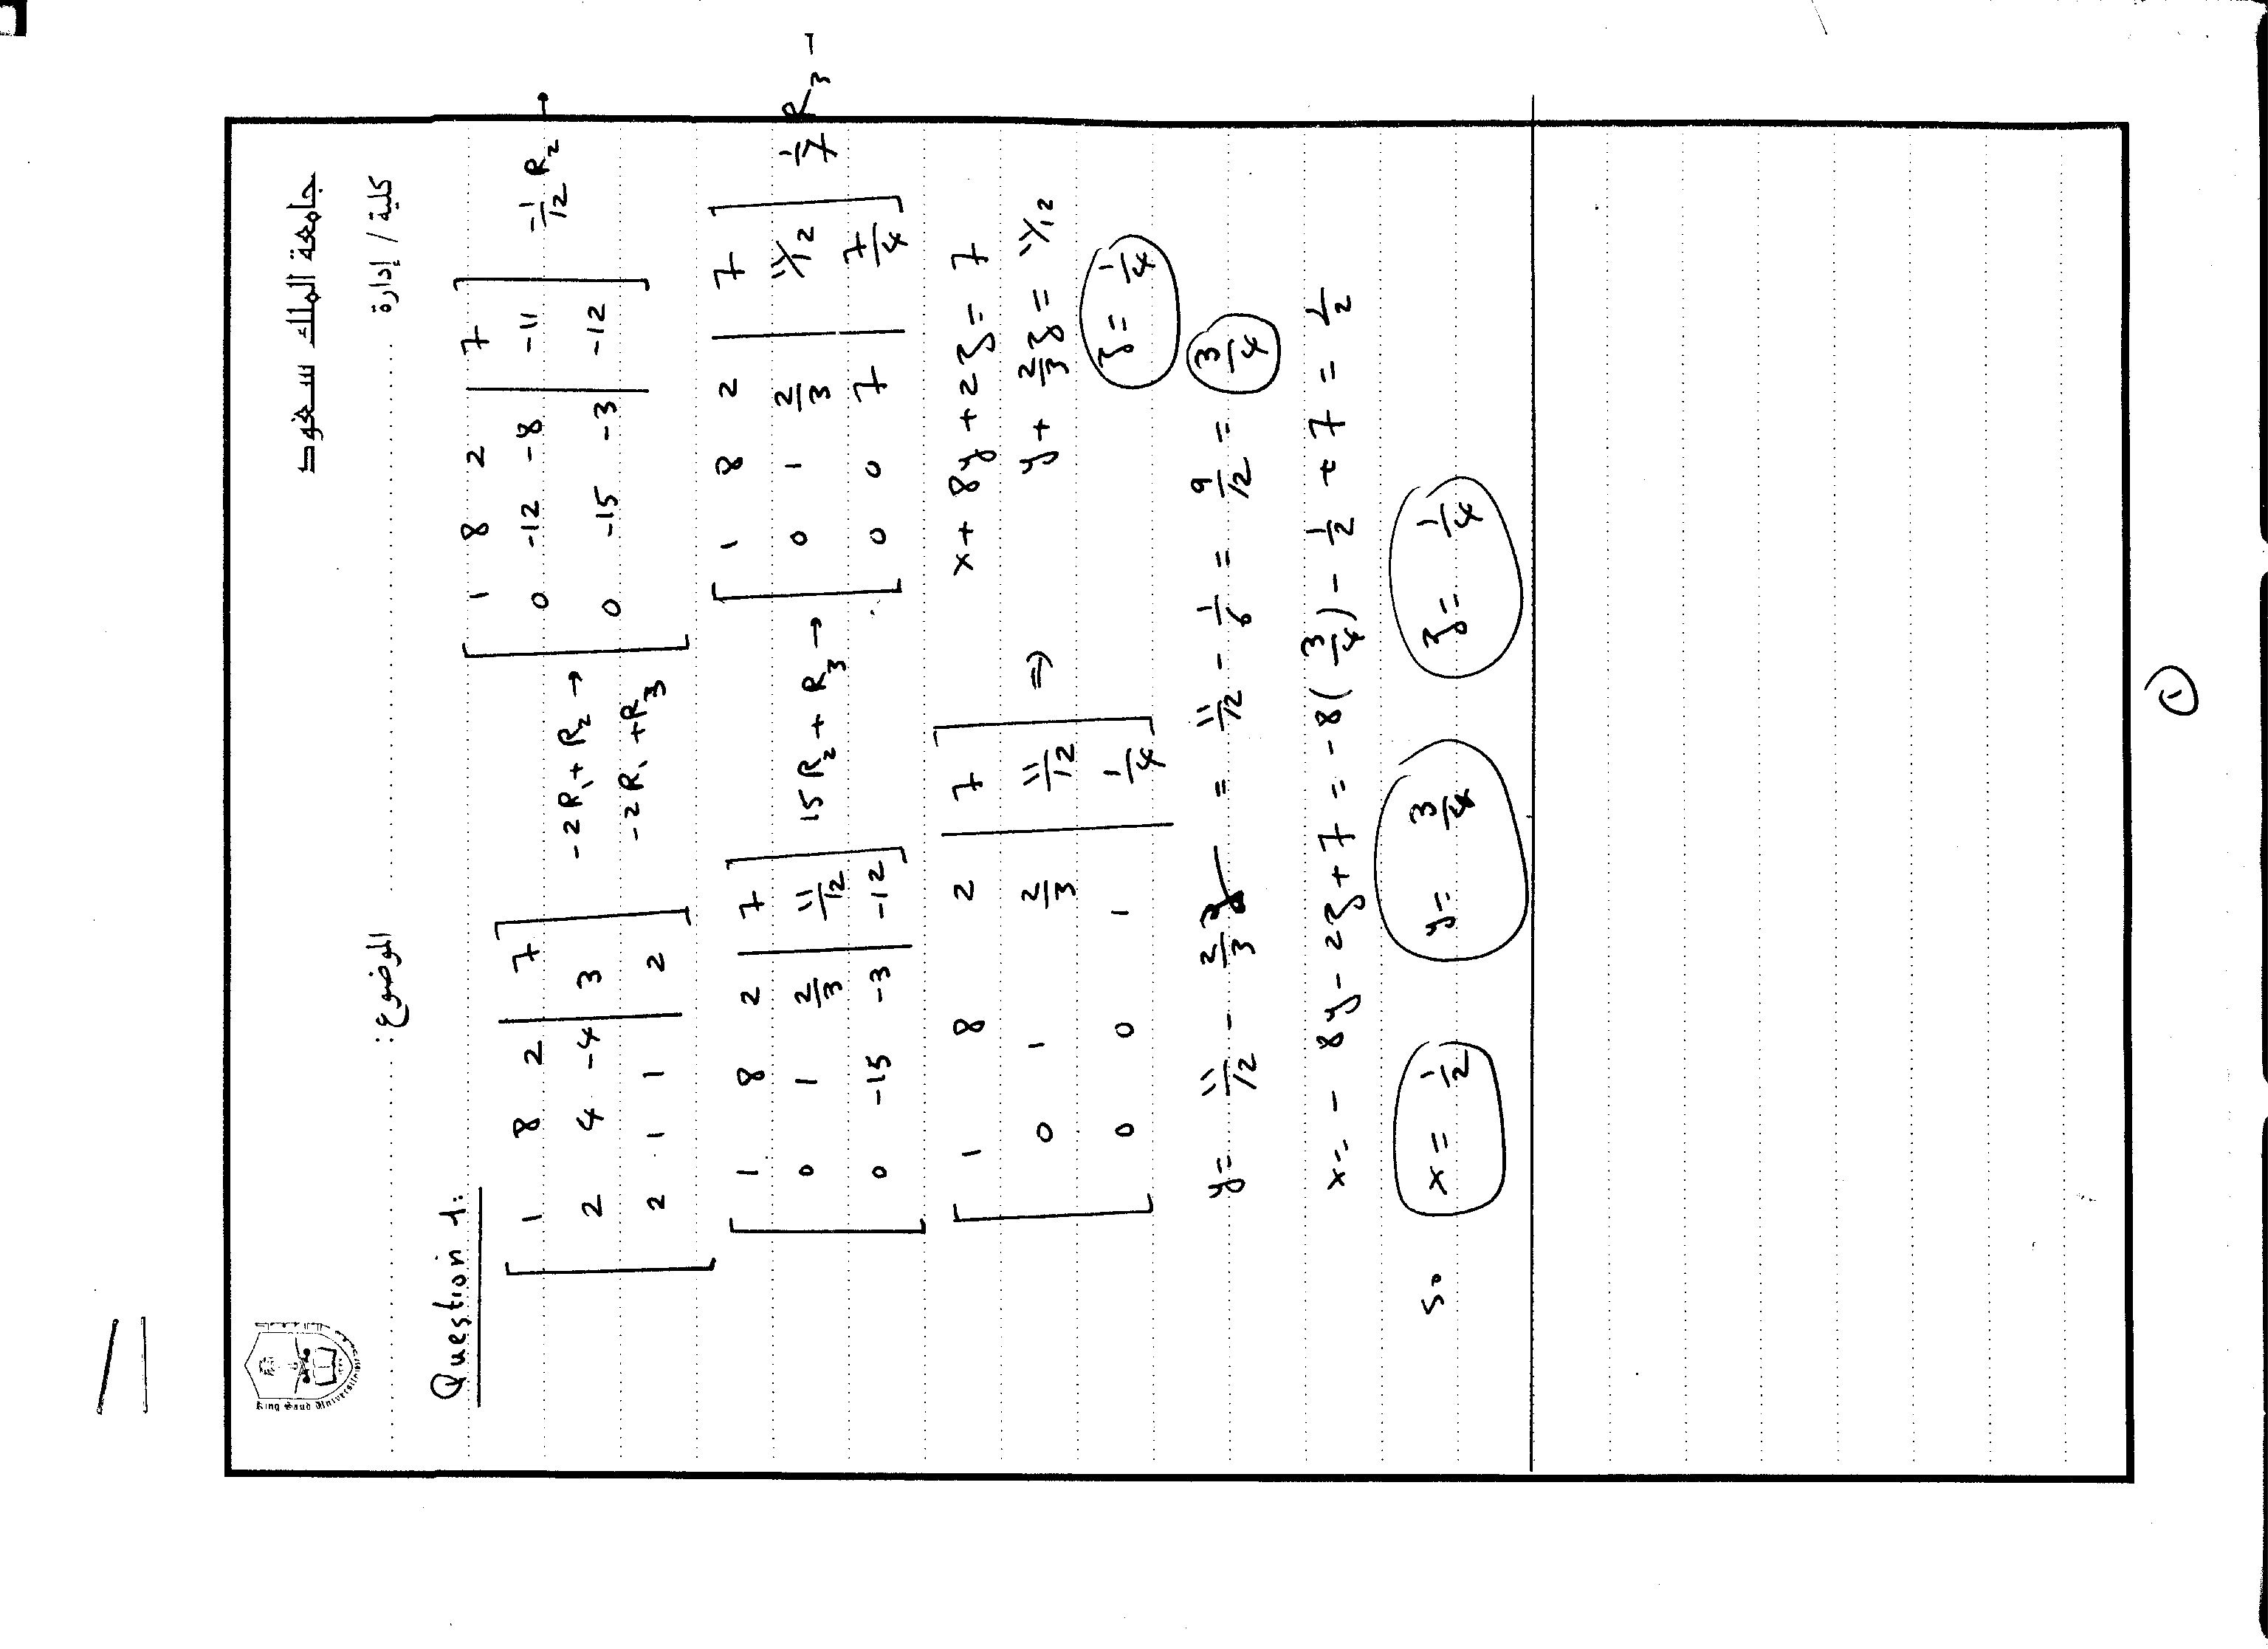 King Saud University
جامعة الملك سعود
الموضوع : كلية / إدارة
Question 1:
[ 1 8 2 | 7 ] [ 1 8 2 | 7 ]
2 4 -4 | 3 -2R₁ + R₂ → 0 -12 -8 | -11 -1/12 R₂ →
2 1 1 | 2 -2R₁ + R₃ 0 -15 -3 | -12
[ 1 8 2 | 7 ] [ 1 8 2 | 7 ]
0 1 2/3 | 11/12 15R₂ + R₃ → 0 1 2/3 | 11/12 1/7 R₃ -
0 -15 -3 | -12 0 0 7 | 7/4
[ 1 8 2 | 7 ] x + 8y + 2z = 7
0 1 2/3 | 11/12 ⇒ y + 2/3 z = 11/12
0 0 1 | 1/4 z = 1/4
y = 11/12 - 2/3 z = 11/12 - 1/6 = 9/12 = 3/4
x = - 8y - 2z + 7 = -8(3/4) - 1/2 + 7 = 1/2
so x = 1/2 y = 3/4 z = 1/4
①